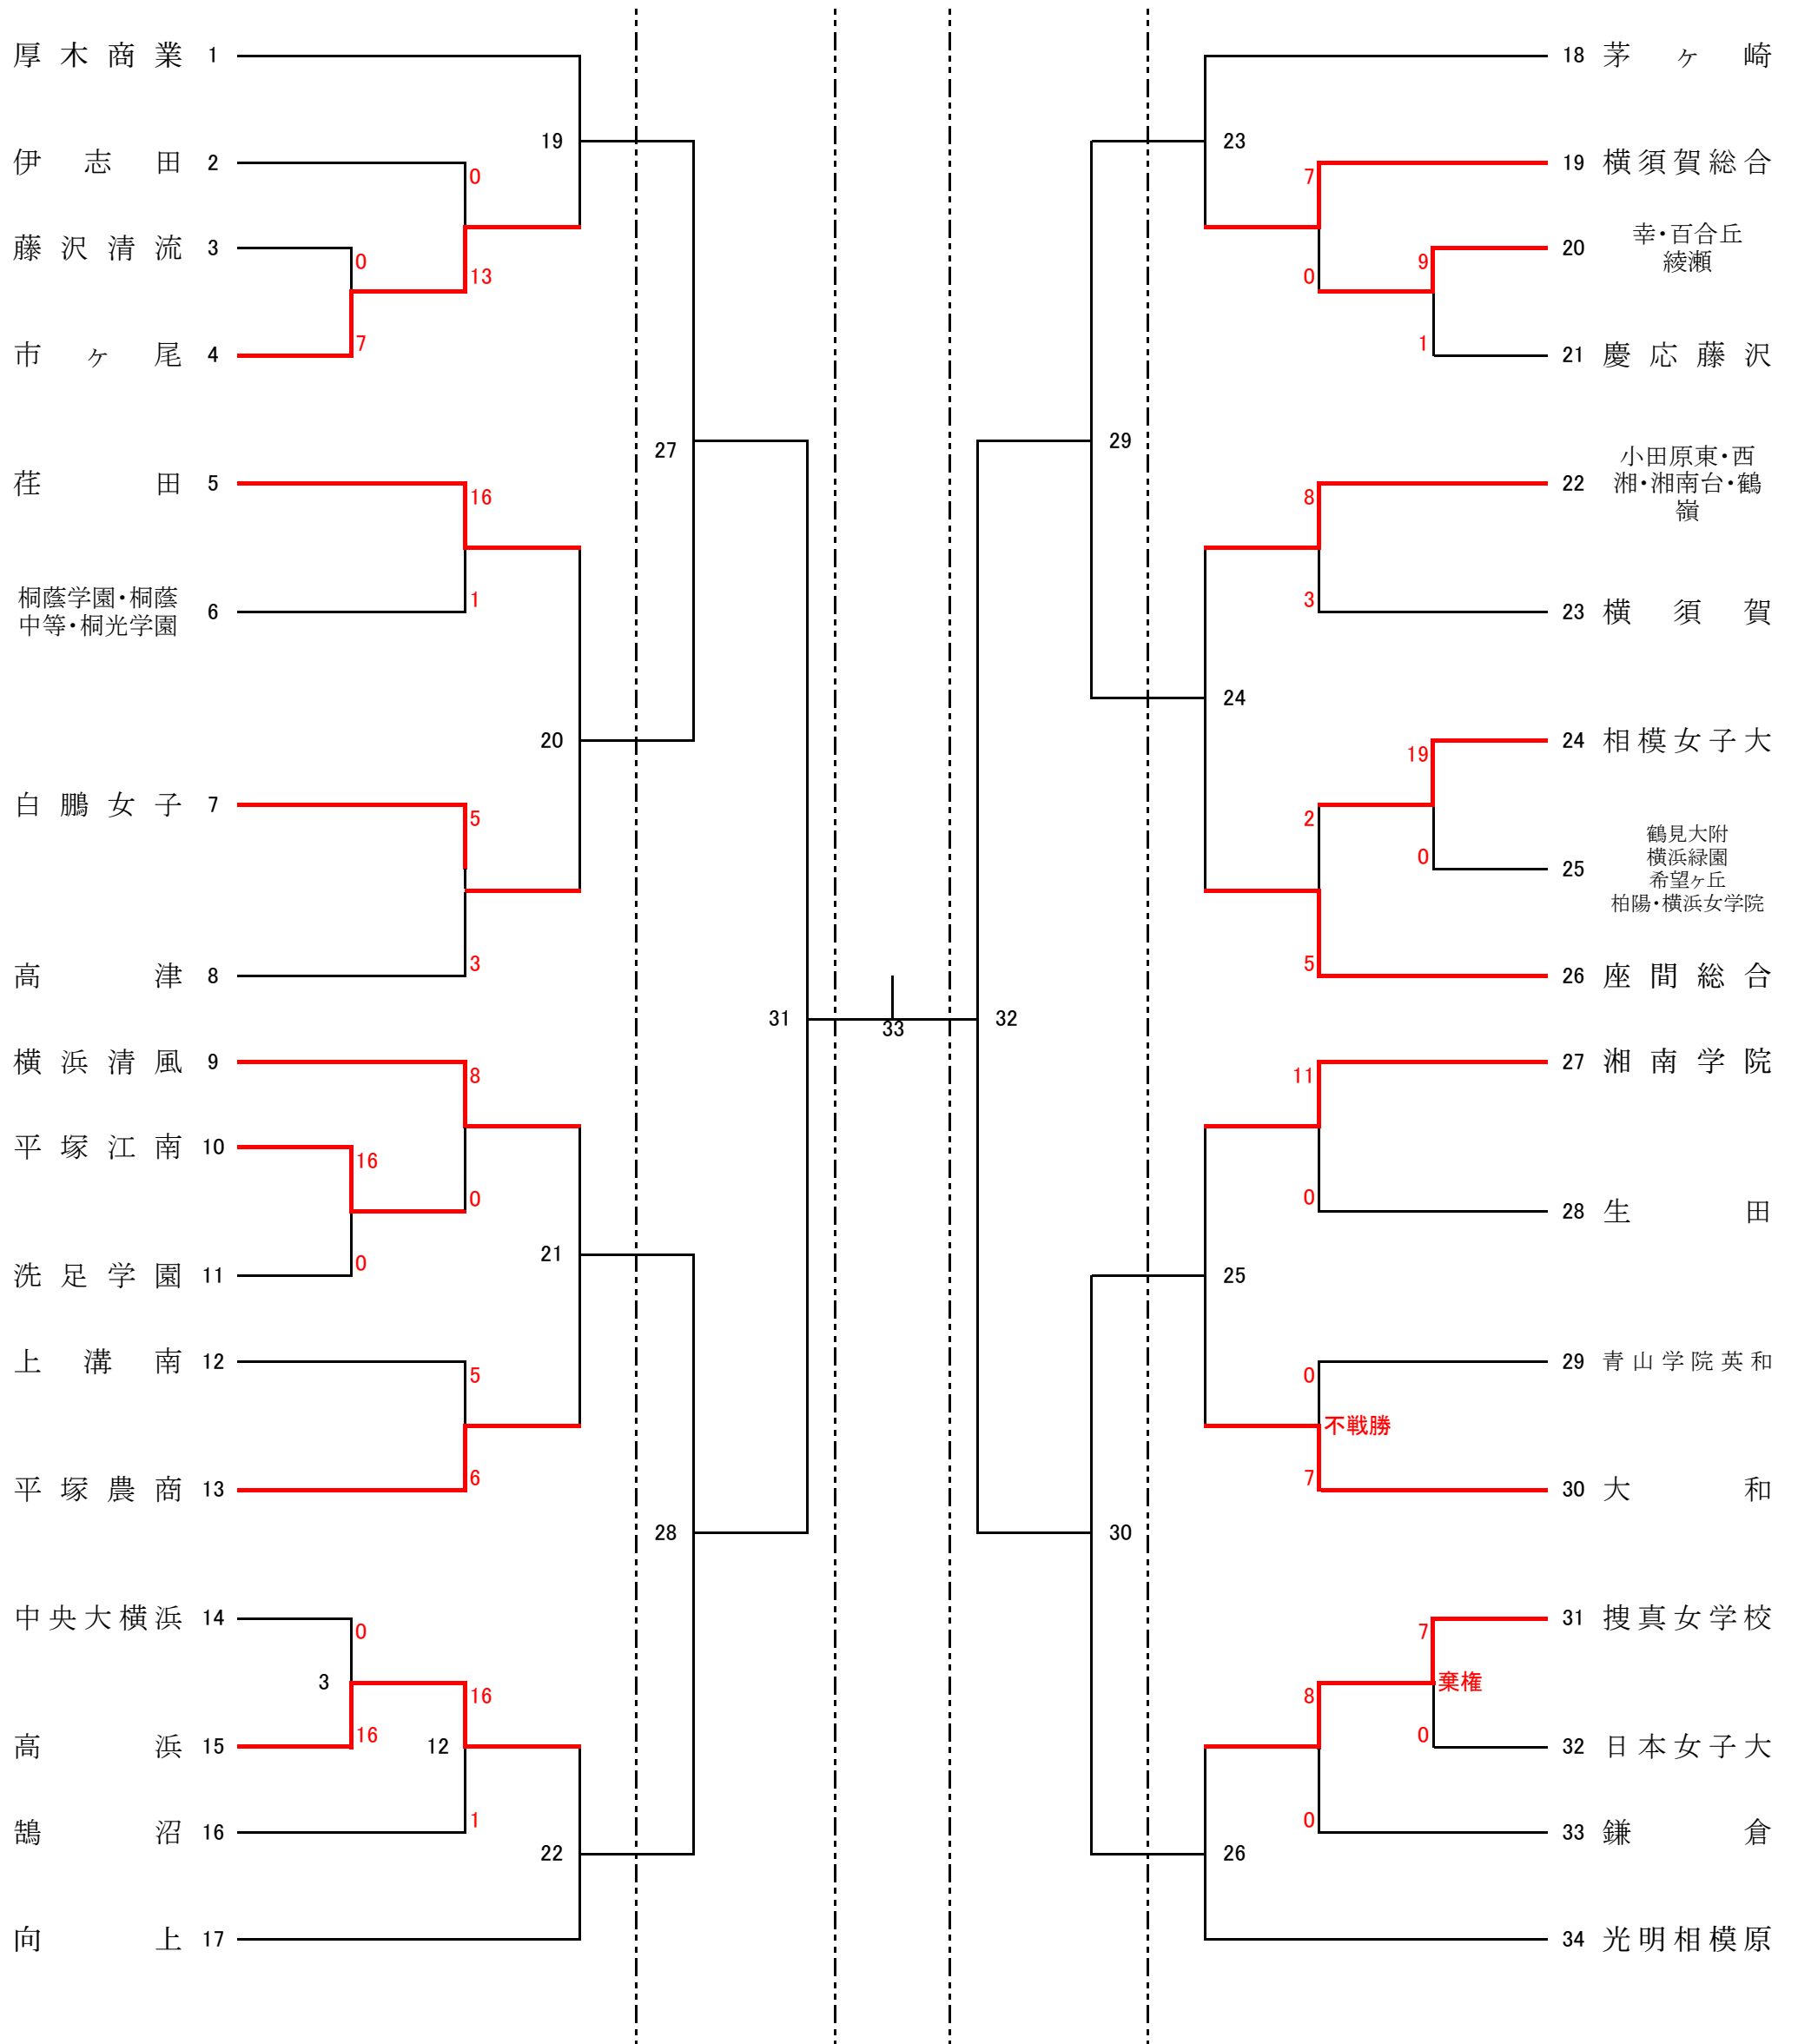 厚木商業 1
19
伊志田 2
0
藤沢清流 3
0
13
市ヶ尾 4
7
27
荏田 5
16
桐蔭学園・桐蔭
中等・桐光学園 6
1
20
白鵬女子 7
5
高津 8
3
31
33
横浜清風 9
8
平塚江南 10
16
0
洗足学園 11
0
21
上溝南 12
5
平塚農商 13
6
28
中央大横浜 14
0
3
16
高浜 15
16
12
鵠沼 16
1
22
向上 17
18 茅ヶ崎
23
19 横須賀総合
7
20 幸・百合丘
綾瀬
9
0
21 慶応藤沢
1
29
22 小田原東・西
湘・湘南台・鶴
嶺
8
23 横須賀
3
24
24 相模女子大
19
2
25 鶴見大附
横浜緑園
希望ヶ丘
柏陽・横浜女学院
0
26 座間総合
5
32
27 湘南学院
11
28 生田
0
25
29 青山学院英和
0
不戦勝
30 大和
7
30
31 捜真女学校
7
棄権
8
32 日本女子大
0
33 鎌倉
0
26
34 光明相模原